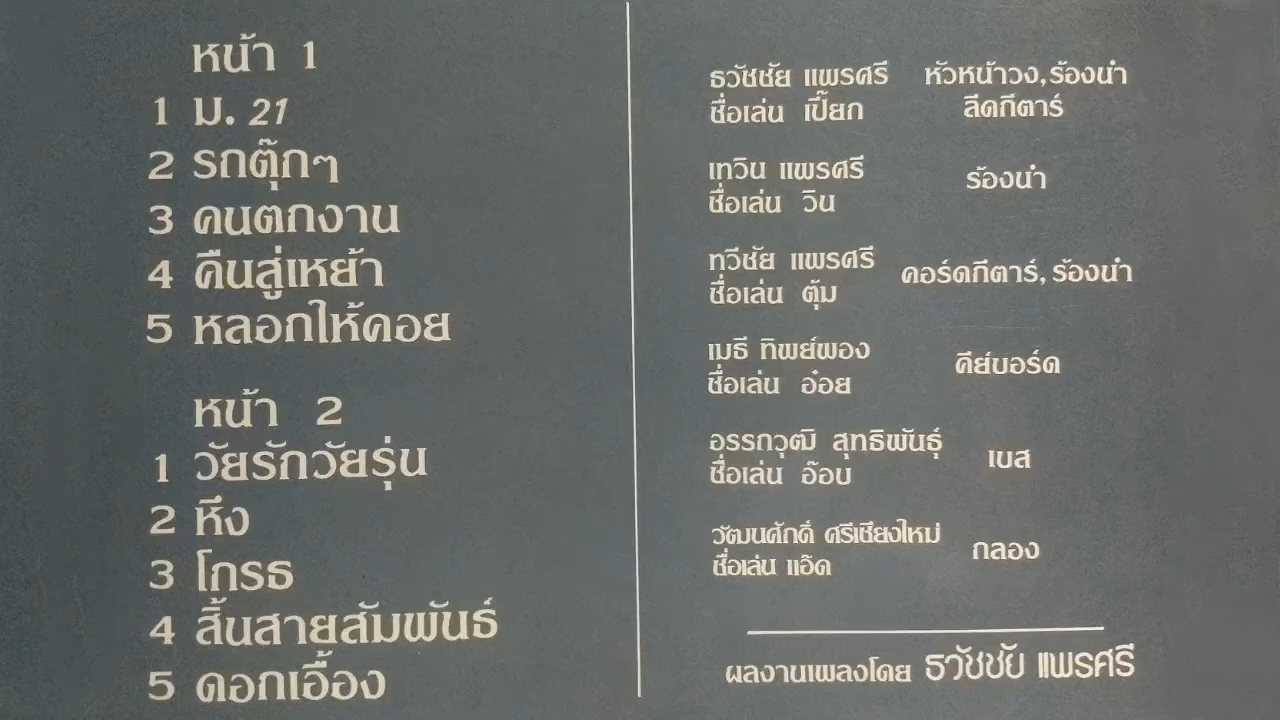 หน้า 1
1 ม. 21
2 รกตุ๊กๆ
3 คนตกงาน
4 คืนสู่เหย้า
5 หลอกให้คอย
หน้า 2
1 วัยรักวัยรุ่น
2 หึง
3 โกรธ
4 สิ้นสายสัมพันธ์
5 ดอกเอื้อง
ธวัชชัย แพรศรี หัวหน้าวง, ร้องนำ
ชื่อเล่น เปี๊ยก ลีดกีตาร์
เทวิน แพรศรี ร้องนำ
ชื่อเล่น วิน
ทวีชัย แพรศรี คอร์ดกีตาร์, ร้องนำ
ชื่อเล่น ตุ้ม
เมธี ทิพย์ผอง คีย์บอร์ด
ชื่อเล่น อ๋อย
อรรถวุฒิ สุทธิพันธุ์ เบส
ชื่อเล่น อ๊อบ
วัฒนศักดิ์ ศรีเชียงใหม่ กลอง
ชื่อเล่น แอ๊ด
ผลงานเพลงโดย ธวัชชัย แพรศรี